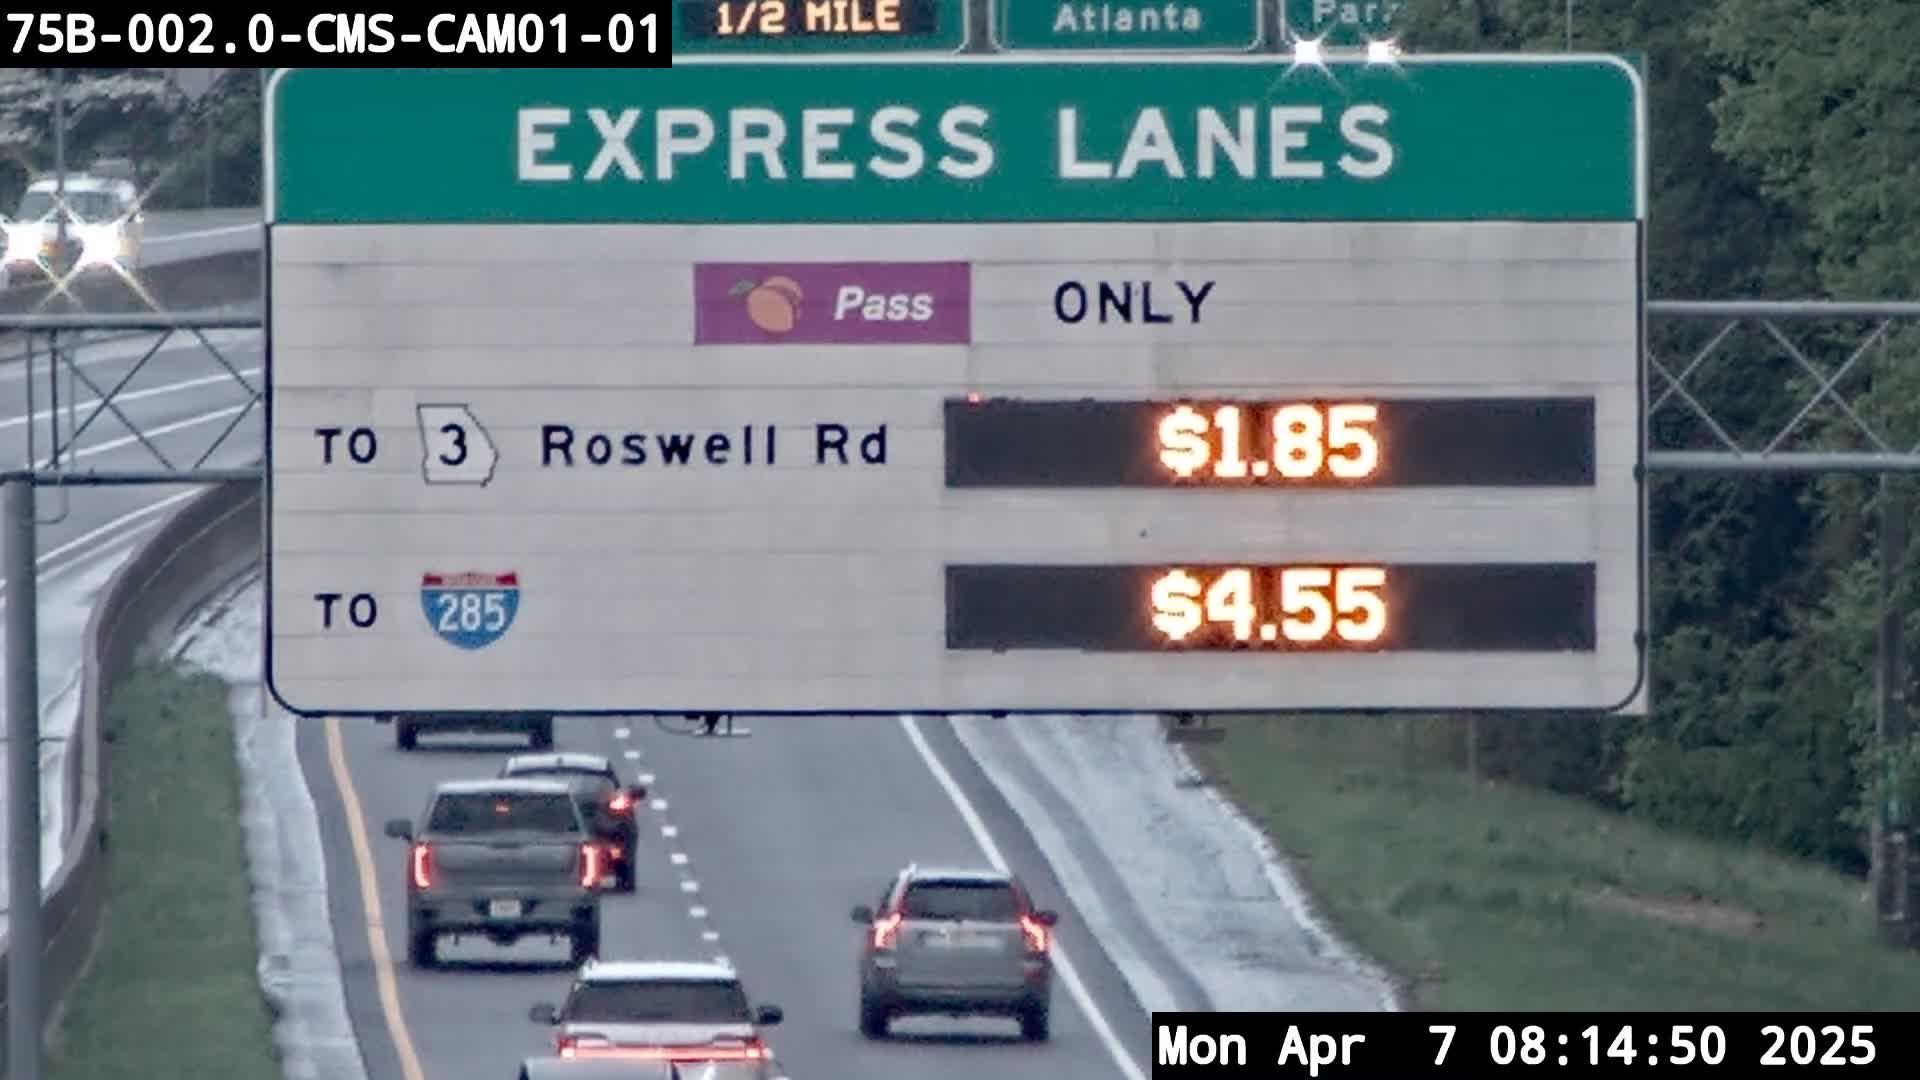 75B-002.0-CMS-CAM01-01
1/2 MILE
Atlanta
EXPRESS LANES
Pass ONLY
TO 3 Roswell Rd $1.85
TO 285 $4.55
Mon Apr 7 08:14:50 2025